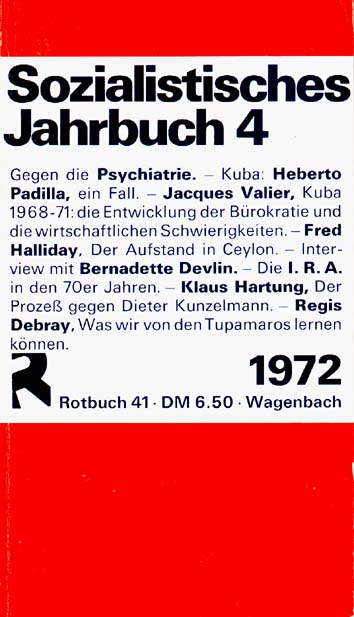 Sozialistisches
Jahrbuch 4
Gegen die Psychiatrie. – Kuba: Heberto
Padilla, ein Fall. – Jacques Valier, Kuba
1968-71: die Entwicklung der Bürokratie und
die wirtschaftlichen Schwierigkeiten. – Fred
Halliday, Der Aufstand in Ceylon. – Inter-
view mit Bernadette Devlin. – Die I. R. A.
in den 70er Jahren. – Klaus Hartung, Der
Prozeß gegen Dieter Kunzelmann. – Regis
Debray, Was wir von den Tupamaros lernen
können.
1972
Rotbuch 41 · DM 6.50 · Wagenbach